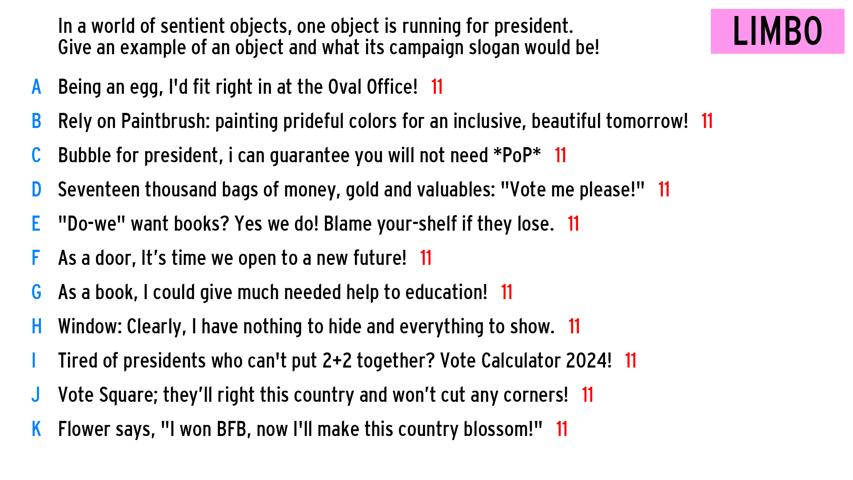 In a world of sentient objects, one object is running for president.
Give an example of an object and what its campaign slogan would be!
LIMBO
A Being an egg, I'd fit right in at the Oval Office! 11
B Rely on Paintbrush: painting prideful colors for an inclusive, beautiful tomorrow! 11
C Bubble for president, i can guarantee you will not need *PoP* 11
D Seventeen thousand bags of money, gold and valuables: "Vote me please!" 11
E "Do-we" want books? Yes we do! Blame your-shelf if they lose. 11
F As a door, It’s time we open to a new future! 11
G As a book, I could give much needed help to education! 11
H Window: Clearly, I have nothing to hide and everything to show. 11
I Tired of presidents who can't put 2+2 together? Vote Calculator 2024! 11
J Vote Square; they’ll right this country and won’t cut any corners! 11
K Flower says, "I won BFB, now I'll make this country blossom!" 11